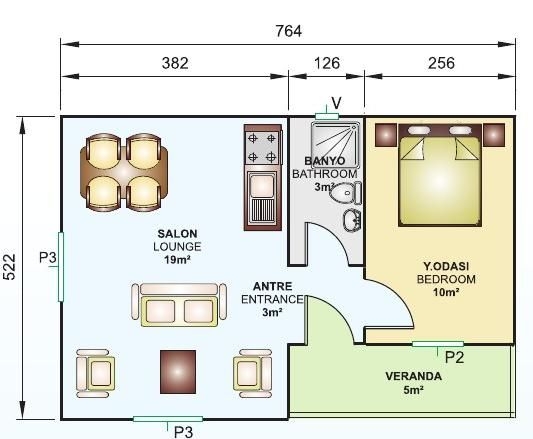 764
382
126
256
V
BANYO
BATHROOM
3m²
522
P3
SALON
LOUNGE
19m²
ANTRE
ENTRANCE
3m²
Y.ODASI
BEDROOM
10m²
P2
VERANDA
5m²
P3